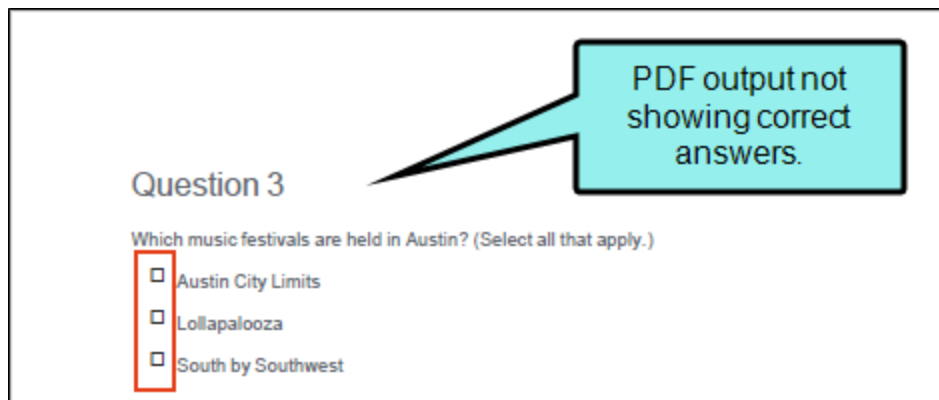 PDF output not
showing correct
answers.
Question 3
Which music festivals are held in Austin? (Select all that apply.)
Austin City Limits
Lollapalooza
South by Southwest